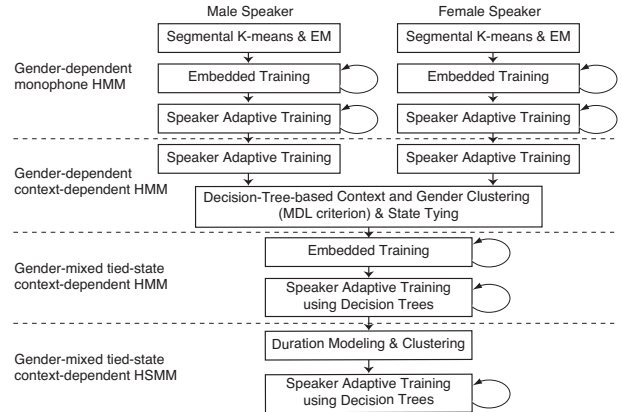 Male Speaker
Female Speaker
Segmental K-means & EM
Segmental K-means & EM
Gender-dependent
monophone HMM
Embedded Training
Embedded Training
Speaker Adaptive Training
Speaker Adaptive Training
Gender-dependent
context-dependent HMM
Speaker Adaptive Training
Speaker Adaptive Training
Decision-Tree-based Context and Gender Clustering
(MDL criterion) & State Tying
Gender-mixed tied-state
context-dependent HMM
Embedded Training
Speaker Adaptive Training
using Decision Trees
Gender-mixed tied-state
context-dependent HSMM
Duration Modeling & Clustering
Speaker Adaptive Training
using Decision Trees